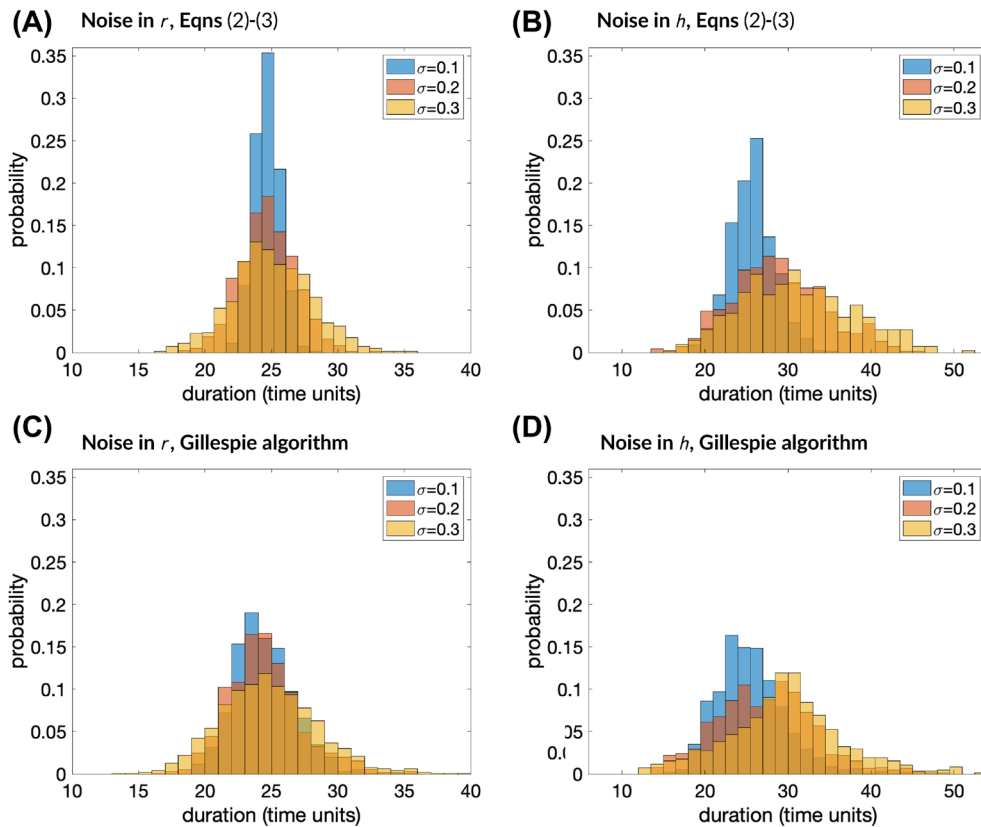 (A) Noise in r, Eqns (2)-(3)
0.35
0.3
0.25
0.2
0.15
0.1
0.05
0
probability
σ=0.1
σ=0.2
σ=0.3
10 15 20 25 30 35 40
duration (time units)
(B) Noise in h, Eqns (2)-(3)
0.35
0.3
0.25
0.2
0.15
0.1
0.05
0
probability
σ=0.1
σ=0.2
σ=0.3
10 20 30 40 50
duration (time units)
(C) Noise in r, Gillespie algorithm
0.35
0.3
0.25
0.2
0.15
0.1
0.05
0
probability
σ=0.1
σ=0.2
σ=0.3
10 15 20 25 30 35 40
duration (time units)
(D) Noise in h, Gillespie algorithm
0.35
0.3
0.25
0.2
0.15
0.1
05
0.0
0
probability
σ=0.1
σ=0.2
σ=0.3
10 20 30 40 50
duration (time units)